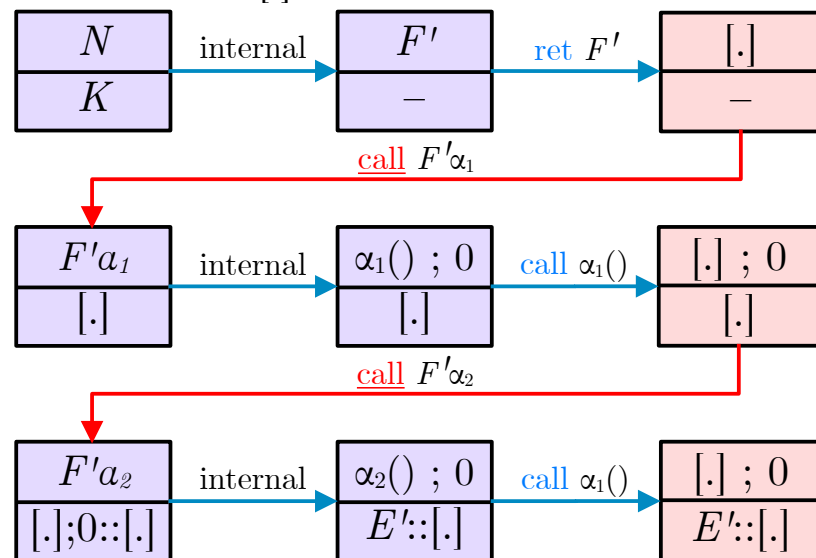 [.]
N internal F′ ret F′ [.]
K – –
call F′α₁
F′a₁ internal α₁() ; 0 call α₁() [.] ; 0
[.] [.] [.]
call F′α₂
F′a₂ internal α₂() ; 0 call α₁() [.] ; 0
[.];0::[.] E′::[.] E′::[.]